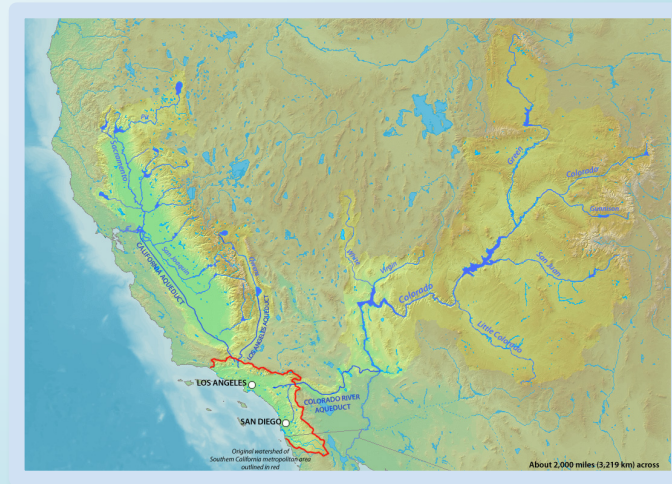 Sacramento
San Joaquin
CALIFORNIA AQUEDUCT
Owens
LOS ANGELES AQUEDUCT
White
Virgin
Green
Colorado
Gunnison
San Juan
Colorado
Little Colorado
LOS ANGELES
COLORADO RIVER
AQUEDUCT
SAN DIEGO
Original watershed of
Southern California metropolitan area
outlined in red
About 2,000 miles (3,219 km) across